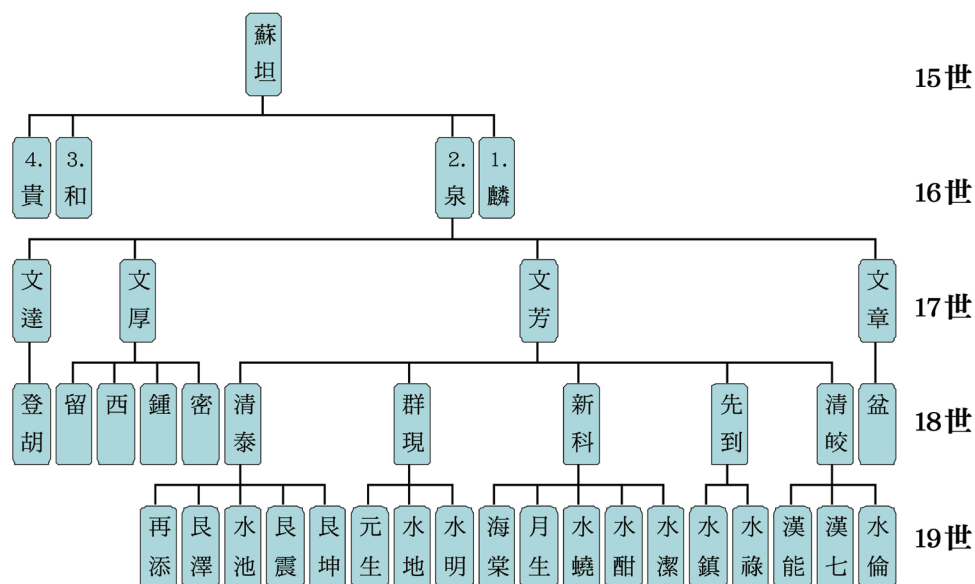 蘇坦
15世
4.貴
3.和
2.泉
1.麟
16世
文達
文厚
文芳
文章
17世
登胡
留
西
鍾
密
清泰
群現
新科
先到
清皎
盆
18世
再添
艮澤
水池
艮震
艮坤
元生
水地
水明
海棠
月生
水蟯
水酣
水潔
水鎮
水祿
漢能
漢七
水倫
19世